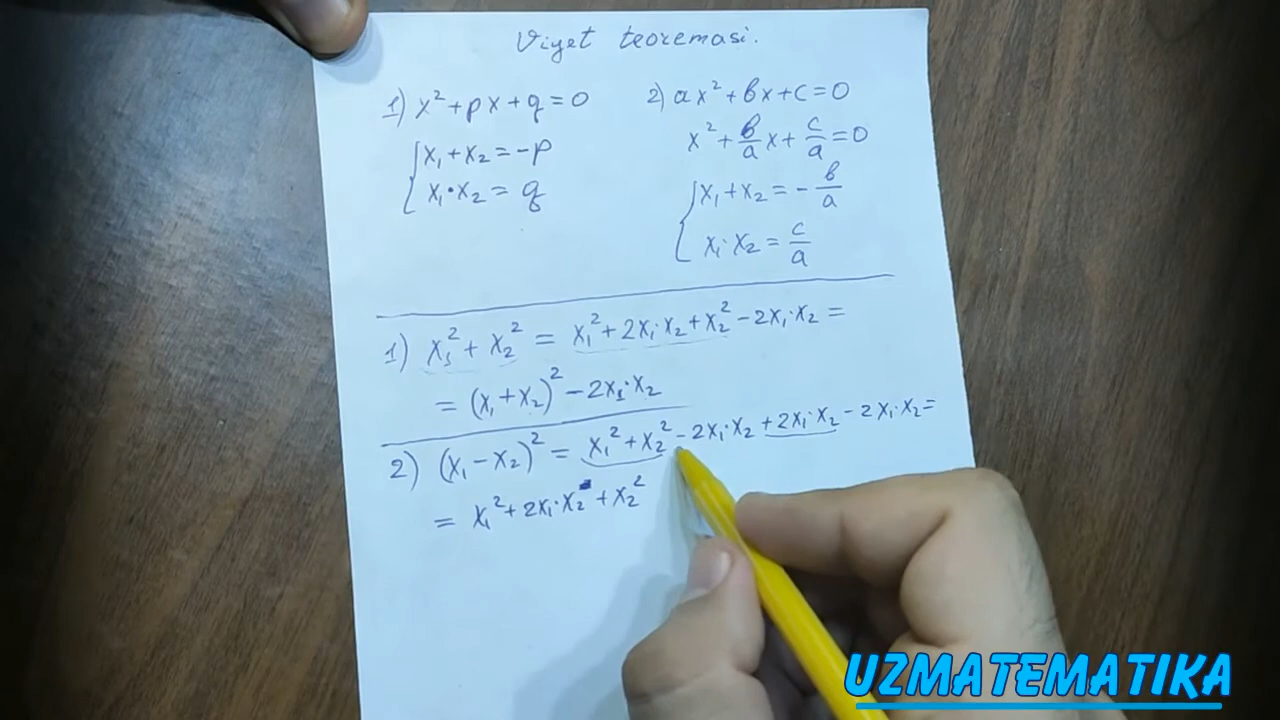 Viyet teoremasi.
1) x² + px + q = 0
x₁ + x₂ = -p
x₁ · x₂ = q
2) ax² + bx + c = 0
x² + b/a x + c/a = 0
x₁ + x₂ = - b/a
x₁ · x₂ = c/a
1) x₁² + x₂² = x₁² + 2x₁·x₂ + x₂² - 2x₁·x₂ =
= (x₁ + x₂)² - 2x₁·x₂
2) (x₁ - x₂)² = x₁² + x₂² - 2x₁·x₂ + 2x₁·x₂ - 2x₁·x₂ =
= x₁² + 2x₁·x₂ + x₂²
UZMATEMATIKA